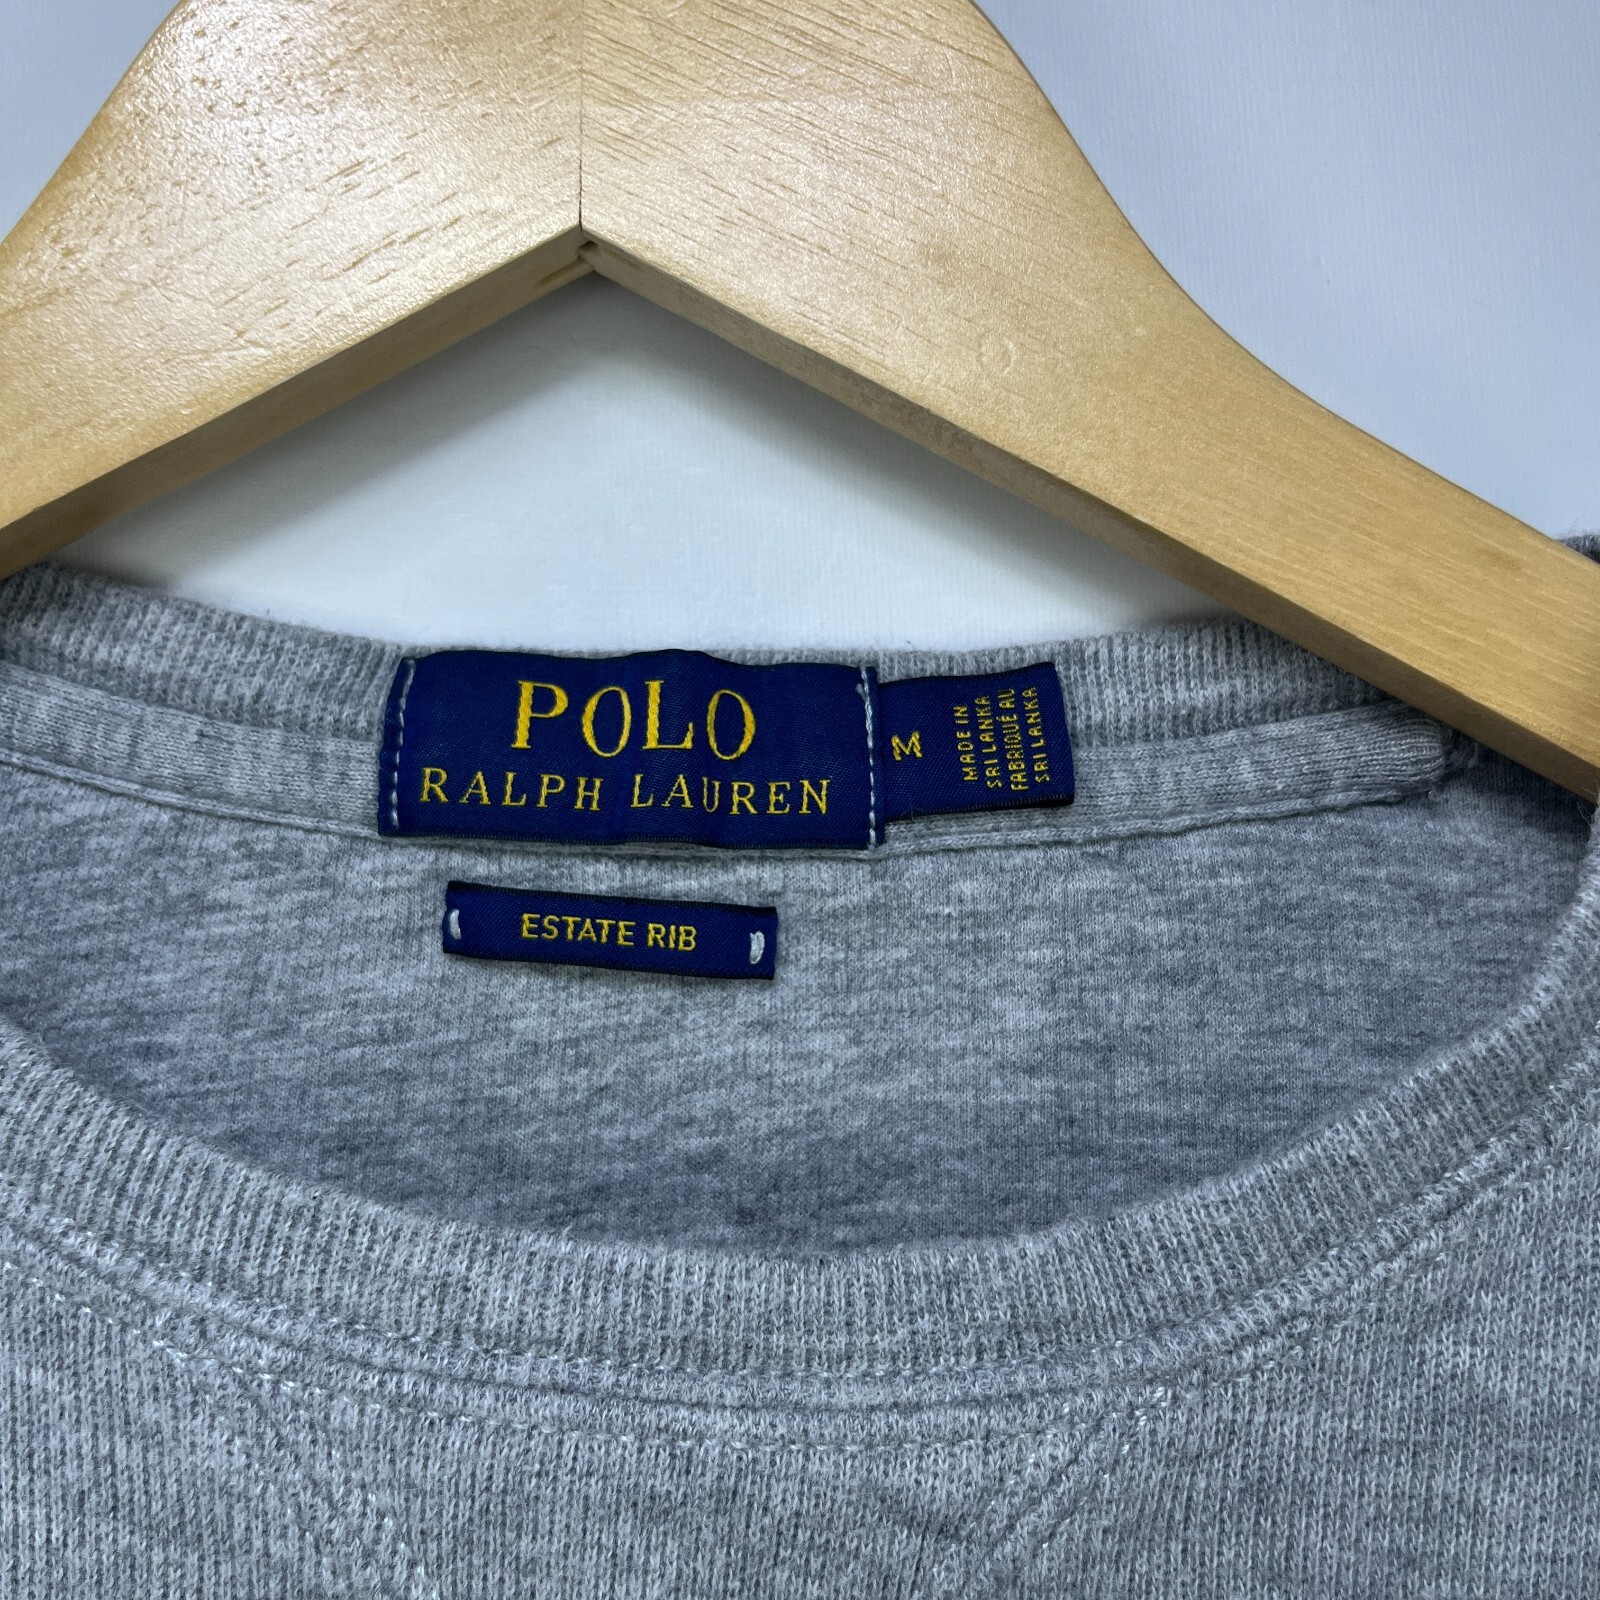 POLO
RALPH LAUREN
M
MADE IN
SRI LANKA
FABRIQUÉ AU
SRI LANKA
ESTATE RIB